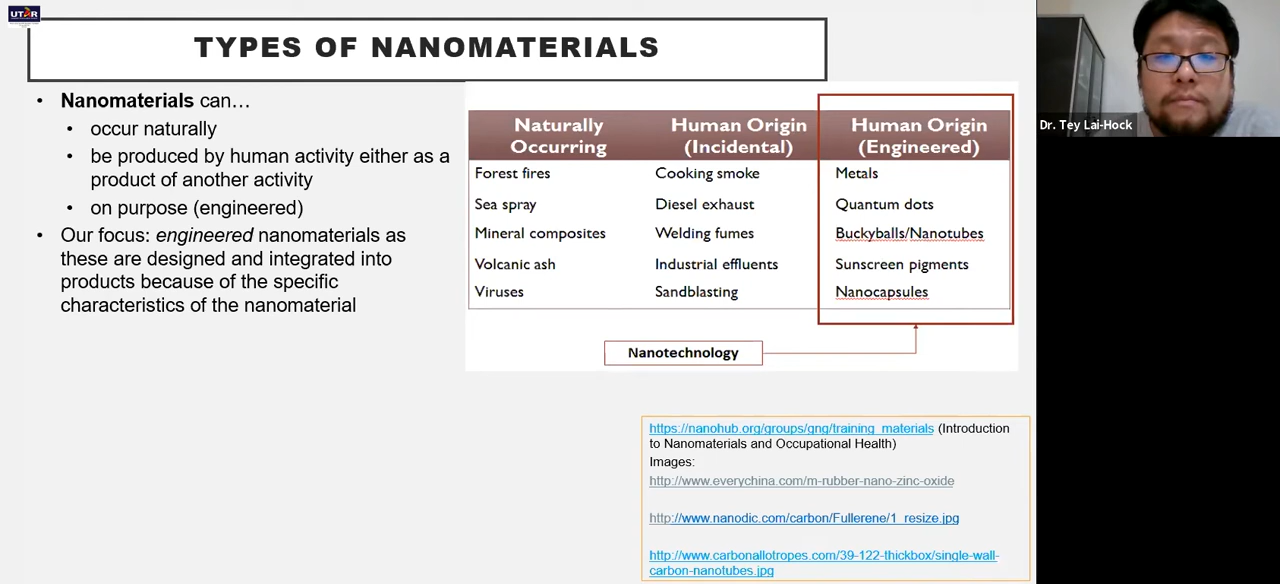 UTAR
TYPES OF NANOMATERIALS
• Nanomaterials can…
• occur naturally
• be produced by human activity either as a
product of another activity
• on purpose (engineered)
• Our focus: engineered nanomaterials as
these are designed and integrated into
products because of the specific
characteristics of the nanomaterial
Naturally Occurring Human Origin (Incidental) Human Origin (Engineered)
Forest fires Cooking smoke Metals
Sea spray Diesel exhaust Quantum dots
Mineral composites Welding fumes Buckyballs/Nanotubes
Volcanic ash Industrial effluents Sunscreen pigments
Viruses Sandblasting Nanocapsules
Nanotechnology
https://nanohub.org/groups/gng/training_materials (Introduction
to Nanomaterials and Occupational Health)
Images:
http://www.everychina.com/m-rubber-nano-zinc-oxide
http://www.nanodic.com/carbon/Fullerene/1_resize.jpg
http://www.carbonallotropes.com/39-122-thickbox/single-wall-
carbon-nanotubes.jpg
Dr. Tey Lai-Hock